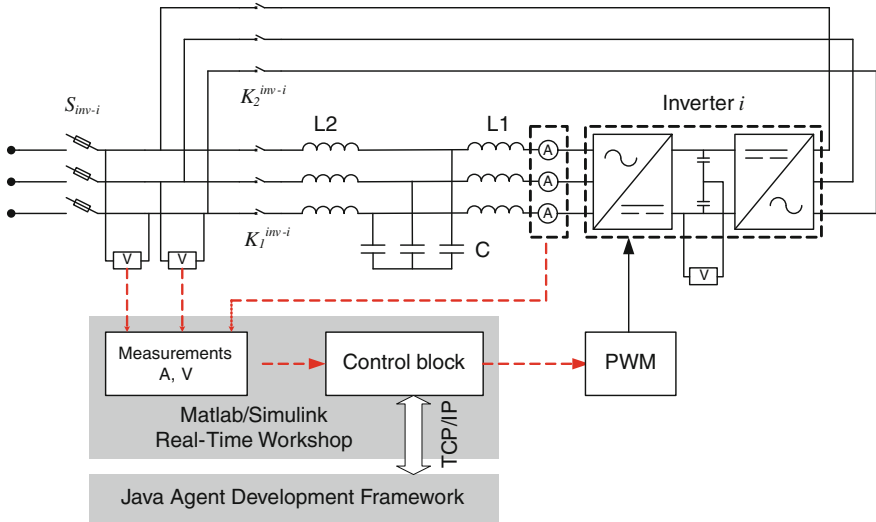 K₂ⁱⁿᵛ⁻ⁱ
S_inv-i
L2
L1
Inverter i
A
A
A
K₁ⁱⁿᵛ⁻ⁱ
C
V
V
V
Measurements
A, V
Control block
PWM
Matlab/Simulink
Real-Time Workshop
TCP/IP
Java Agent Development Framework